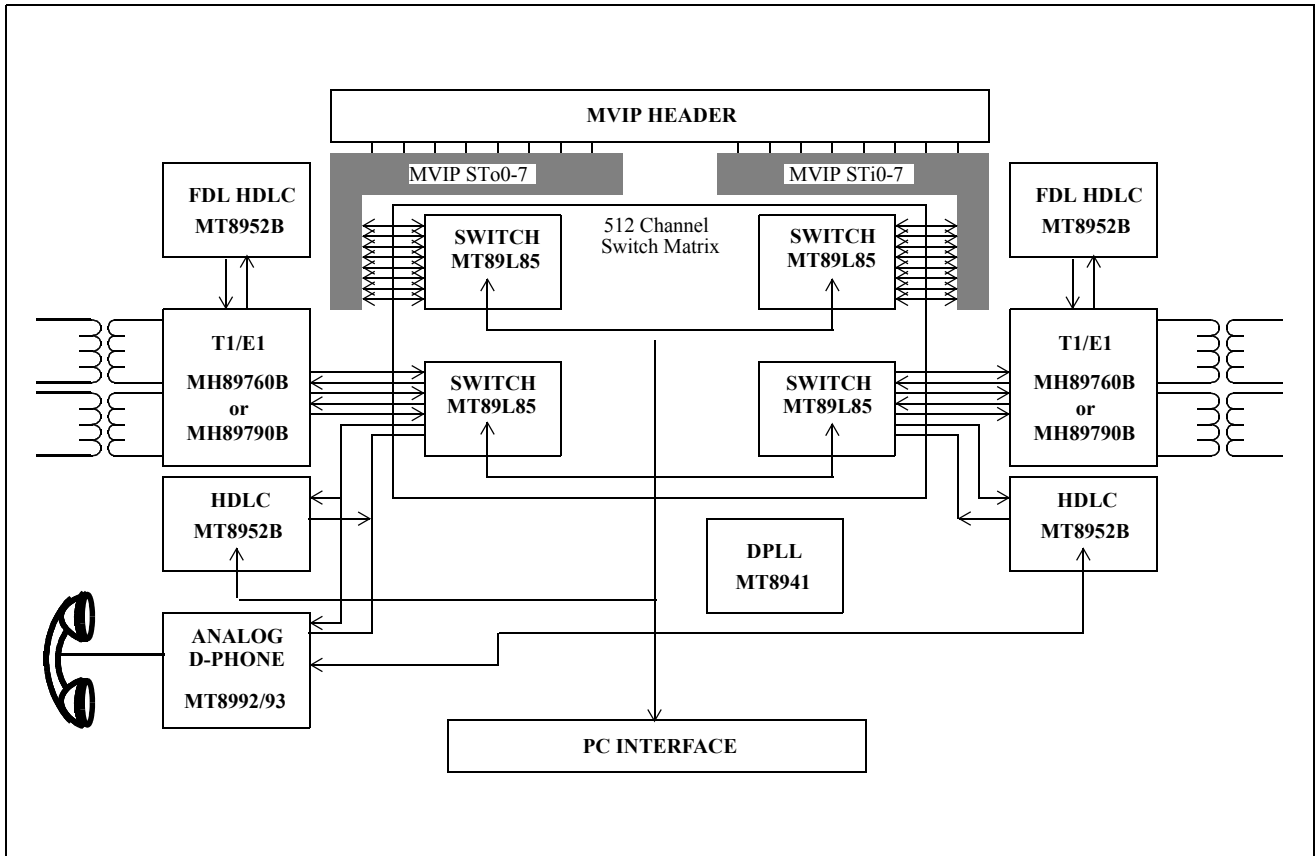 MVIP HEADER
MVIP STo0-7
MVIP STi0-7
FDL HDLC
MT8952B
FDL HDLC
MT8952B
SWITCH
MT89L85
512 Channel
Switch Matrix
SWITCH
MT89L85
T1/E1
MH89760B
or
MH89790B
SWITCH
MT89L85
SWITCH
MT89L85
T1/E1
MH89760B
or
MH89790B
HDLC
MT8952B
HDLC
MT8952B
DPLL
MT8941
ANALOG
D-PHONE
MT8992/93
PC INTERFACE